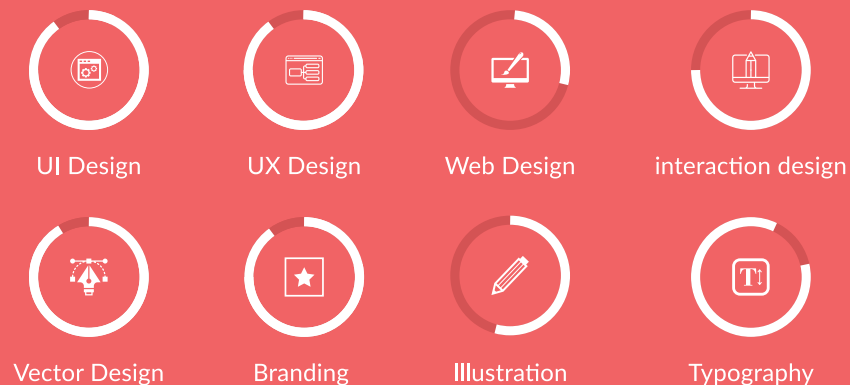 UI Design
UX Design
Web Design
interaction design
T
Vector Design
Branding
Illustration
Typography